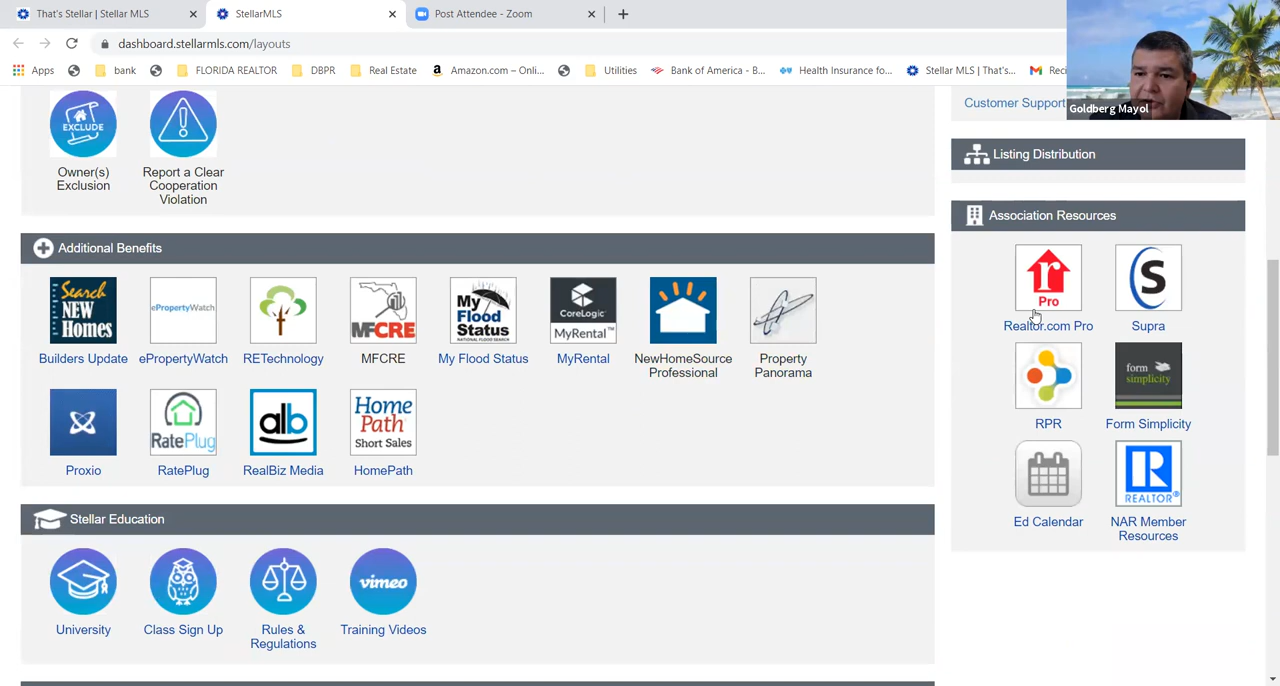 That's Stellar | Stellar MLS
StellarMLS
Post Attendee - Zoom
dashboard.stellarmls.com/layouts
Apps
bank
FLORIDA REALTOR
DBPR
Real Estate
Amazon.com – Onli...
Utilities
Bank of America - B...
Health Insurance fo...
Stellar MLS | That's...
Reci
Goldberg Mayol
EXCLUDE
Owner(s)
Exclusion
Report a Clear
Cooperation
Violation
Additional Benefits
Search
NEW
HOMES
Builders Update
ePropertyWatch
ePropertyWatch
RETechnology
MFCRE
MFCRE
My
Flood
Status
NATIONAL FLOOD SEARCH
My Flood Status
CoreLogic
MyRental
MyRental
NewHomeSource
Professional
Property
Panorama
Proxio
RatePlug
RatePlug
alb
RealBiz Media
Home
Path
Short Sales
HomePath
Stellar Education
University
Class Sign Up
Rules &
Regulations
vimeo
Training Videos
Customer Support
Listing Distribution
Association Resources
r
Pro
Realtor.com Pro
S
Supra
RPR
form
simplicity
Form Simplicity
Ed Calendar
R
REALTOR®
NAR Member
Resources